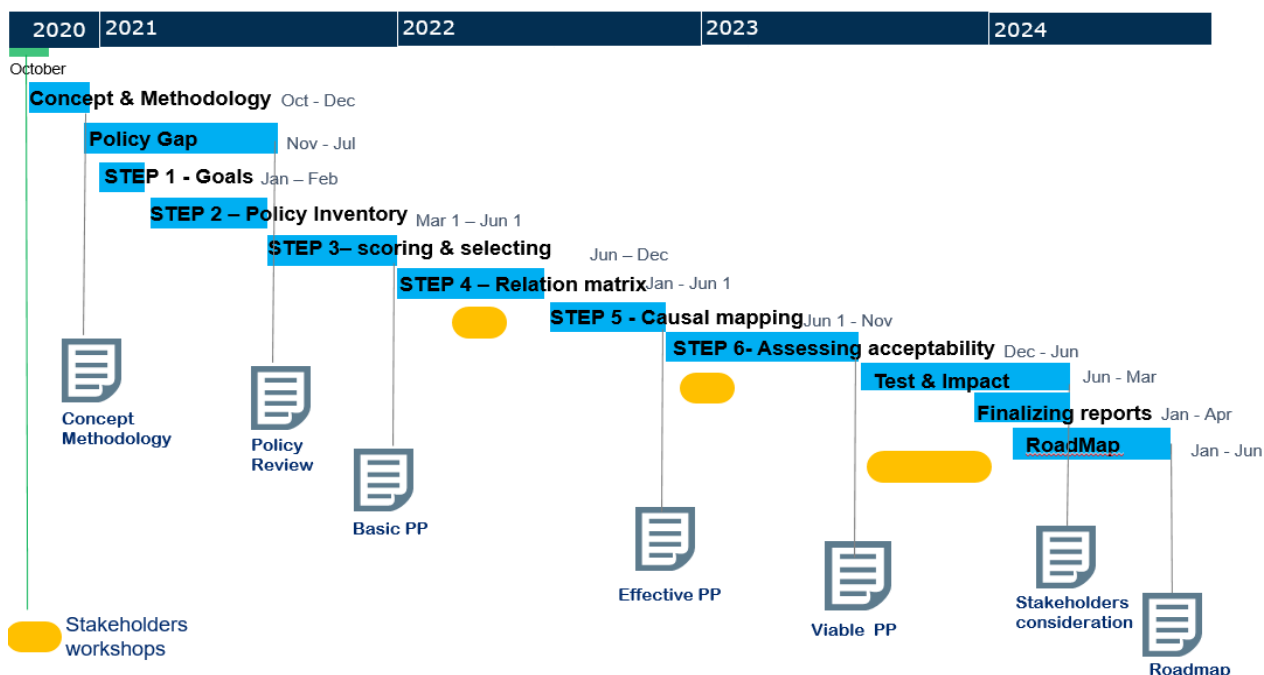 2020 2021 2022 2023 2024
October
Concept & Methodology Oct - Dec
Policy Gap Nov - Jul
STEP 1 - Goals Jan – Feb
STEP 2 – Policy Inventory Mar 1 – Jun 1
STEP 3– scoring & selecting Jun – Dec
STEP 4 – Relation matrix Jan - Jun 1
STEP 5 - Causal mapping Jun 1 - Nov
STEP 6- Assessing acceptability Dec - Jun
Test & Impact Jun - Mar
Finalizing reports Jan - Apr
RoadMap Jan - Jun
Concept
Methodology
Policy
Review
Basic PP
Effective PP
Viable PP
Stakeholders
consideration
Roadmap
Stakeholders
workshops